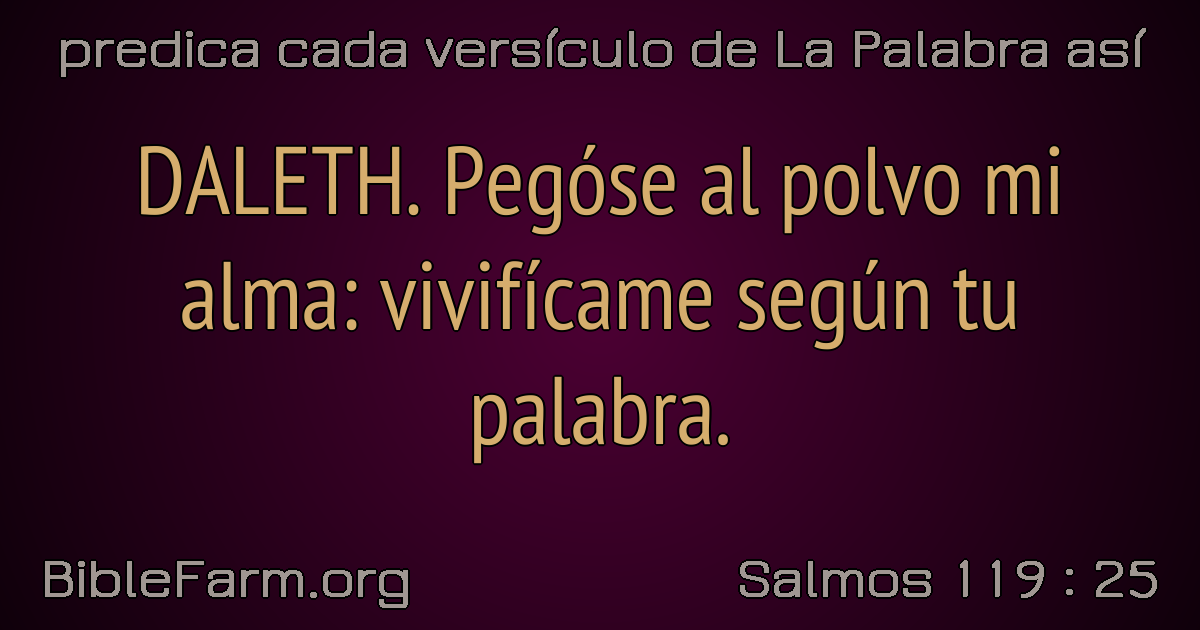 predica cada versículo de La Palabra así
DALETH. Pegóse al polvo mi
alma: vivifícame según tu
palabra.
BibleFarm.org
Salmos 119 : 25